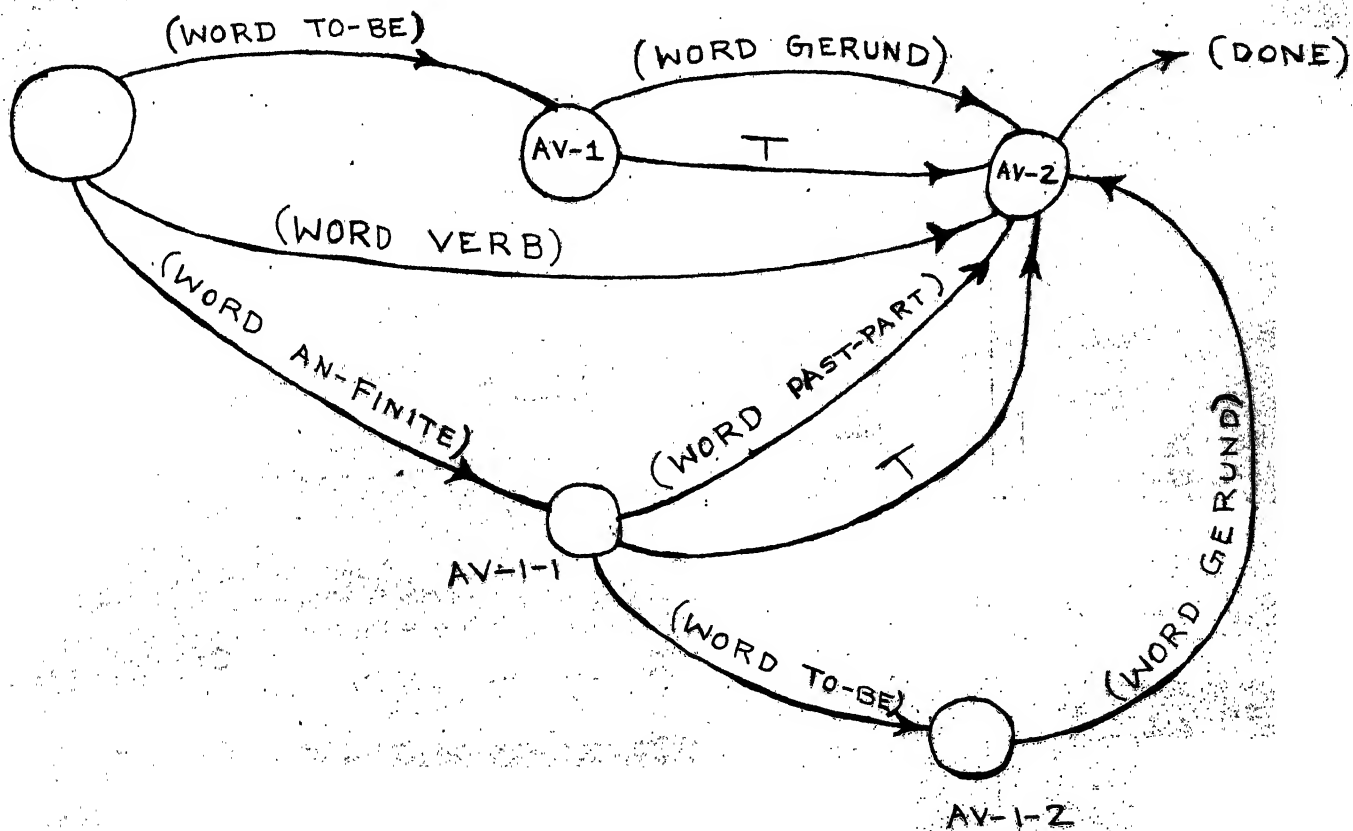 (WORD TO-BE)
(WORD GERUND)
(DONE)
AV-1
T
AV-2
(WORD VERB)
(WORD AN-FINITE)
(WORD PAST-PART)
T
(WORD GERUND)
AV-1-1
(WORD TO-BE)
AV-1-2